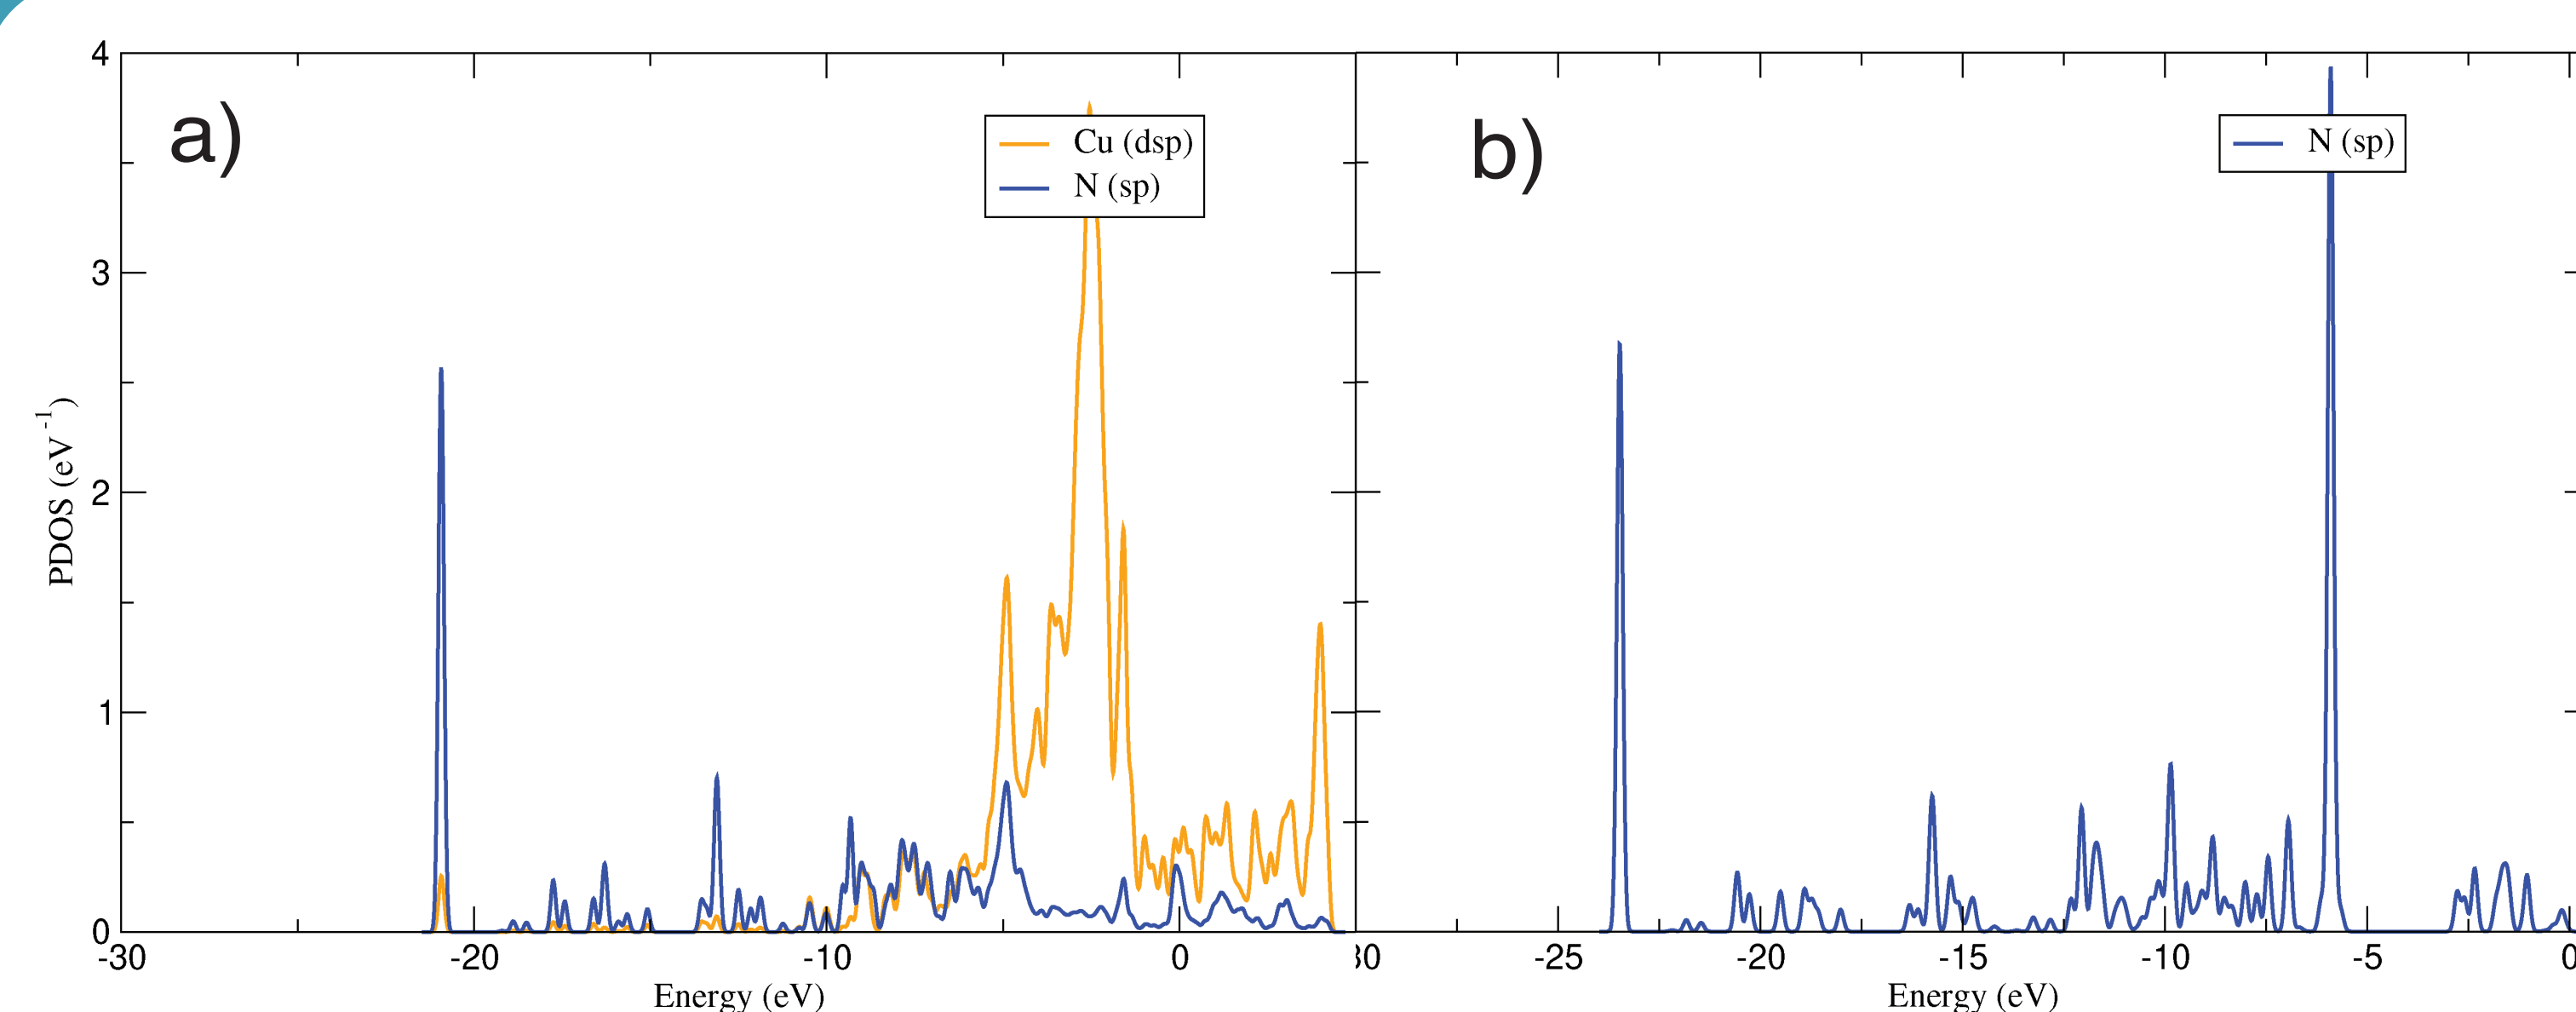 a)
Cu (dsp)
N (sp)
4
3
2
1
0
PDOS (eV-1)
-30 -20 -10 0
Energy (eV)
b)
N (sp)
-25 -20 -15 -10 -5 0
Energy (eV)